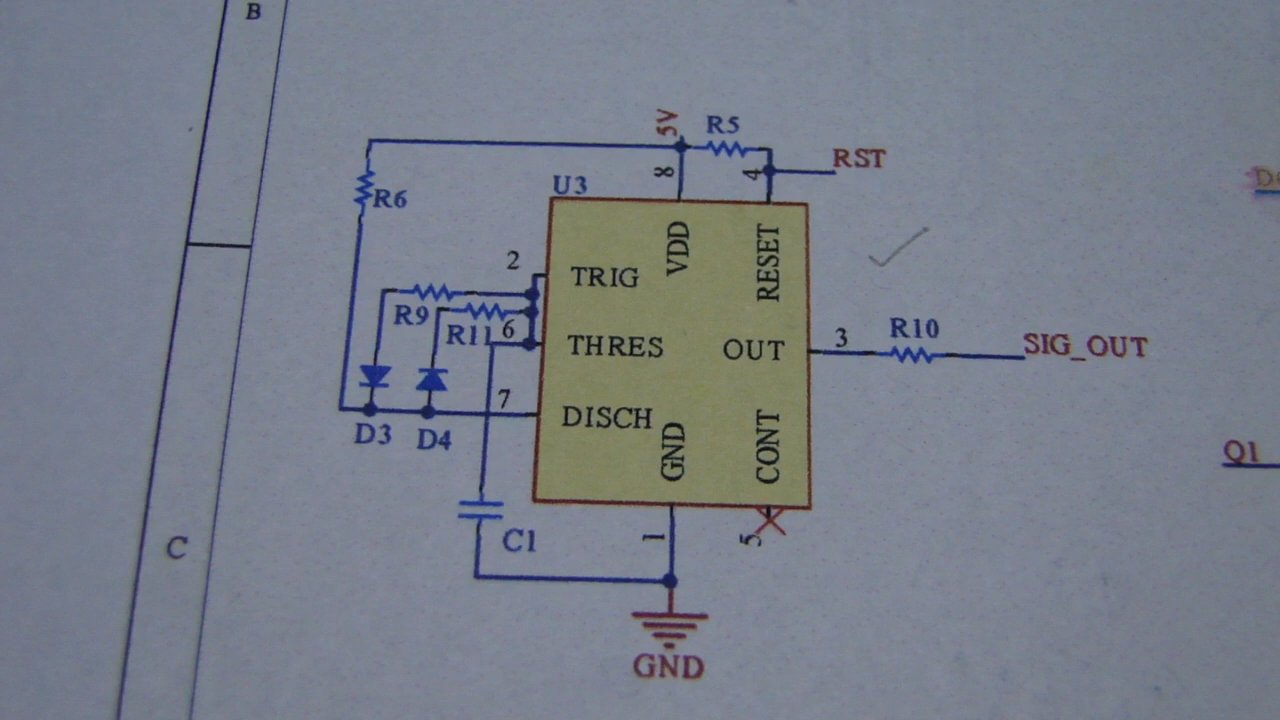 B
5V
R5
RST
8
4
U3
R6
VDD
RESET
2
TRIG
R9
R11
6
THRES
OUT
3
R10
SIG_OUT
7
DISCH
D3
D4
GND
CONT
Q1
C1
1
5
C
GND